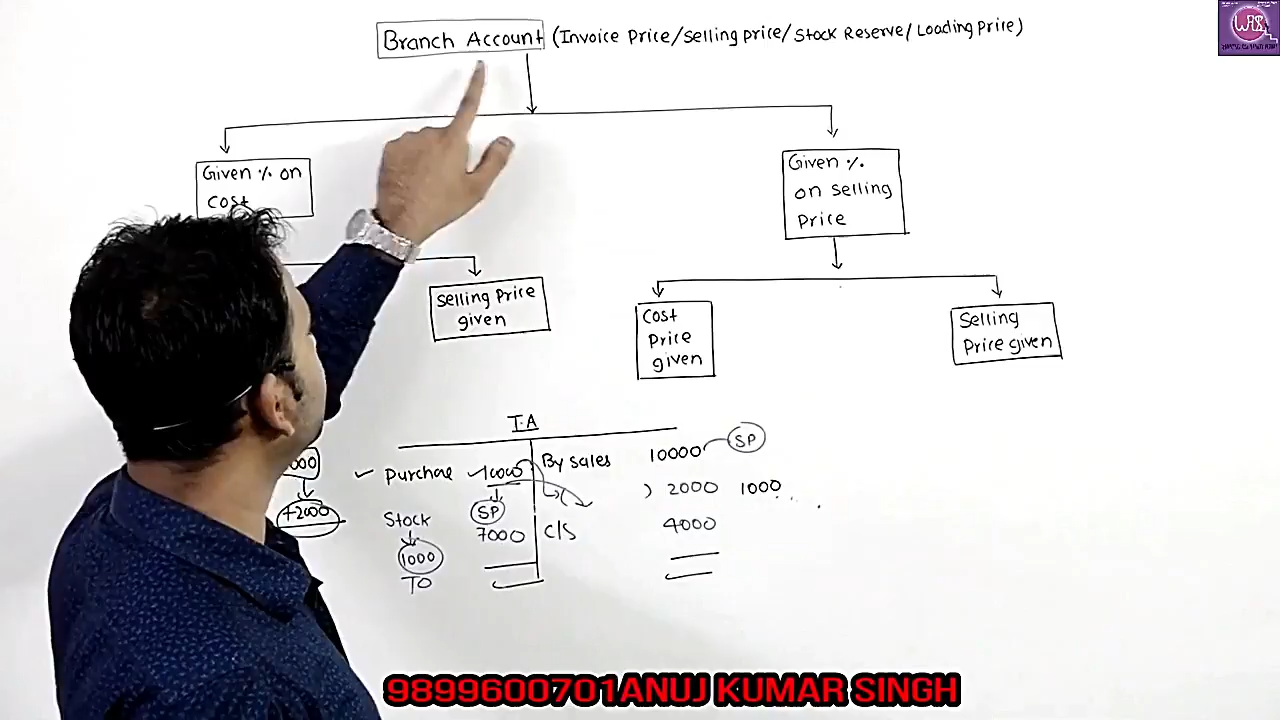 Branch Account (Invoice Price/Selling price/Stock Reserve/Loading Price)
Given % on
cost
Given %
on selling
Price
Selling Price
given
Cost
Price
given
Selling
Price given
T.A
Purchase 10000 By Sales 10000 SP
2000 1000
Stock SP
7000 C/S 4000
1000
TO
+2000
9899600701ANUJ KUMAR SINGH